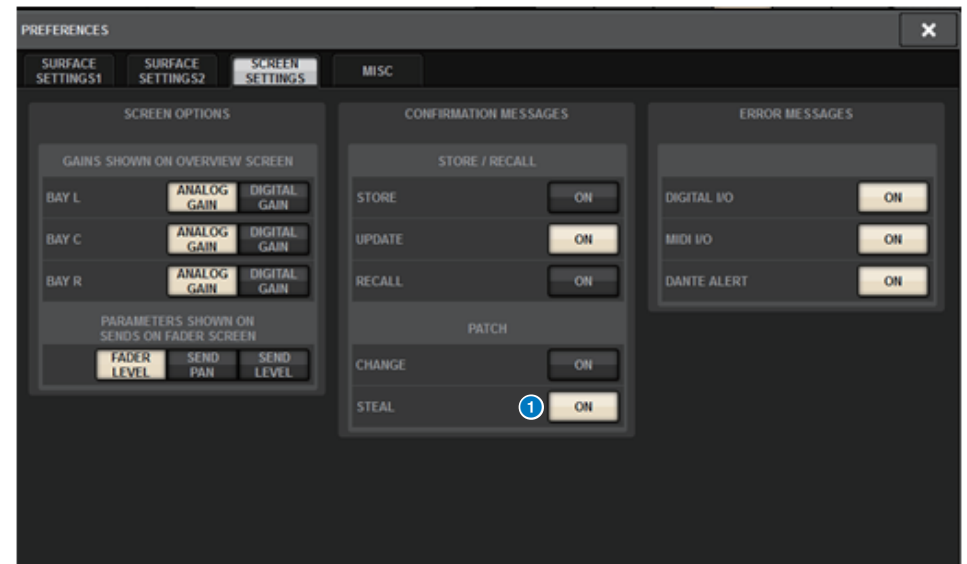 PREFERENCES
×
SURFACE SETTINGS1
SURFACE SETTINGS2
SCREEN SETTINGS
MISC
SCREEN OPTIONS
GAINS SHOWN ON OVERVIEW SCREEN
BAY L
ANALOG GAIN
DIGITAL GAIN
BAY C
ANALOG GAIN
DIGITAL GAIN
BAY R
ANALOG GAIN
DIGITAL GAIN
PARAMETERS SHOWN ON
SENDS ON FADER SCREEN
FADER LEVEL
SEND PAN
SEND LEVEL
CONFIRMATION MESSAGES
STORE / RECALL
STORE
ON
UPDATE
ON
RECALL
ON
PATCH
CHANGE
ON
STEAL
1
ON
ERROR MESSAGES
DIGITAL I/O
ON
MIDI I/O
ON
DANTE ALERT
ON